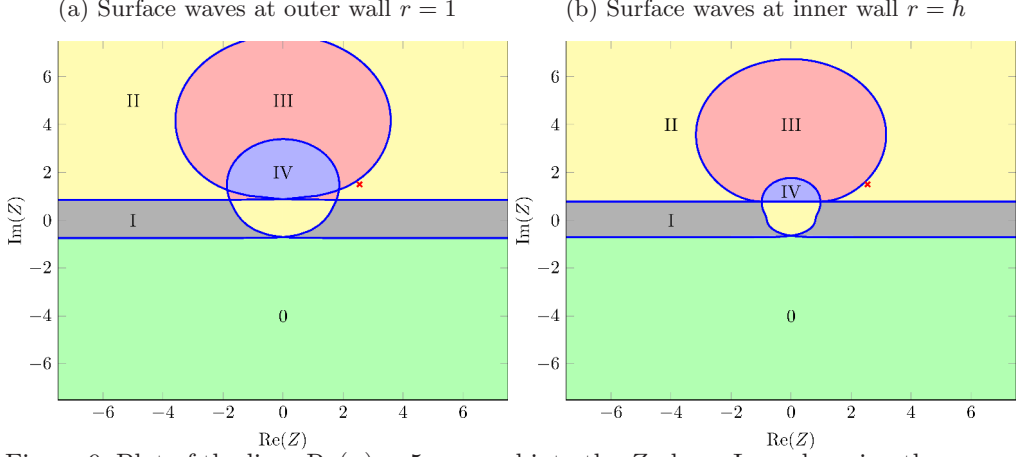 (a) Surface waves at outer wall r = 1
(b) Surface waves at inner wall r = h
Im(Z)
6
4
2
0
−2
−4
−6
II
III
IV
I
0
−6
−4
−2
0
2
4
6
Re(Z)
Im(Z)
6
4
2
0
−2
−4
−6
II
III
IV
I
0
−6
−4
−2
0
2
4
6
Re(Z)